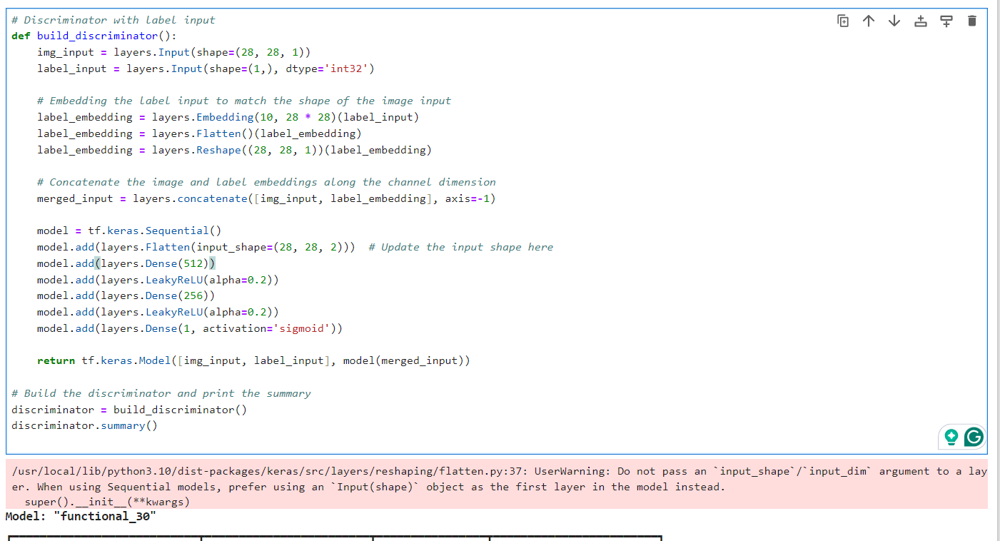 # Discriminator with label input
def build_discriminator():
    img_input = layers.Input(shape=(28, 28, 1))
    label_input = layers.Input(shape=(1,), dtype='int32')
    # Embedding the label input to match the shape of the image input
    label_embedding = layers.Embedding(10, 28 * 28)(label_input)
    label_embedding = layers.Flatten()(label_embedding)
    label_embedding = layers.Reshape((28, 28, 1))(label_embedding)
    # Concatenate the image and label embeddings along the channel dimension
    merged_input = layers.concatenate([img_input, label_embedding], axis=-1)
    model = tf.keras.Sequential()
    model.add(layers.Flatten(input_shape=(28, 28, 2)))  # Update the input shape here
    model.add(layers.Dense(512))
    model.add(layers.LeakyReLU(alpha=0.2))
    model.add(layers.Dense(256))
    model.add(layers.LeakyReLU(alpha=0.2))
    model.add(layers.Dense(1, activation='sigmoid'))
    return tf.keras.Model([img_input, label_input], model(merged_input))
# Build the discriminator and print the summary
discriminator = build_discriminator()
discriminator.summary()
/usr/local/lib/python3.10/dist-packages/keras/src/layers/reshaping/flatten.py:37: UserWarning: Do not pass an `input_shape`/`input_dim` argument to a lay
er. When using Sequential models, prefer using an `Input(shape)` object as the first layer in the model instead.
  super().__init__(**kwargs)
Model: "functional_30"